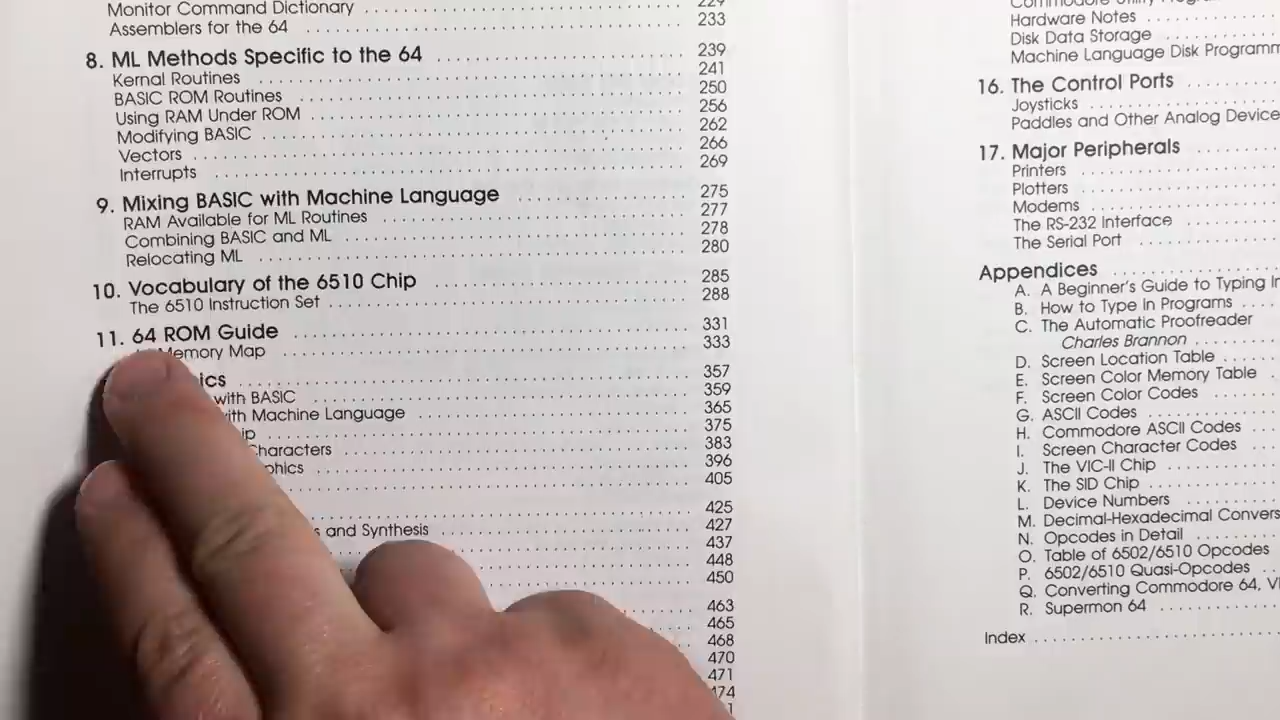 Monitor Command Dictionary 229
Assemblers for the 64 233
8. ML Methods Specific to the 64 239
Kernal Routines 241
BASIC ROM Routines 250
Using RAM Under ROM 256
Modifying BASIC 262
Vectors 266
Interrupts 269
9. Mixing BASIC with Machine Language 275
RAM Available for ML Routines 277
Combining BASIC and ML 278
Relocating ML 280
10. Vocabulary of the 6510 Chip 285
The 6510 Instruction Set 288
11. 64 ROM Guide 331
Memory Map 333
ics 357
with BASIC 359
ith Machine Language 365
ip 375
Characters 383
phics 396
405
425
s and Synthesis 427
437
448
450
463
465
468
470
471
474
Hardware Notes
Disk Data Storage
Machine Language Disk Programm
16. The Control Ports
Joysticks
Paddles and Other Analog Device
17. Major Peripherals
Printers
Plotters
Modems
The RS-232 Interface
The Serial Port
Appendices
A. A Beginner's Guide to Typing In
B. How to Type In Programs
C. The Automatic Proofreader
Charles Brannon
D. Screen Location Table
E. Screen Color Memory Table
F. Screen Color Codes
G. ASCII Codes
H. Commodore ASCII Codes
I. Screen Character Codes
J. The VIC-II Chip
K. The SID Chip
L. Device Numbers
M. Decimal-Hexadecimal Convers
N. Opcodes in Detail
O. Table of 6502/6510 Opcodes
P. 6502/6510 Quasi-Opcodes
Q. Converting Commodore 64, VI
R. Supermon 64
Index